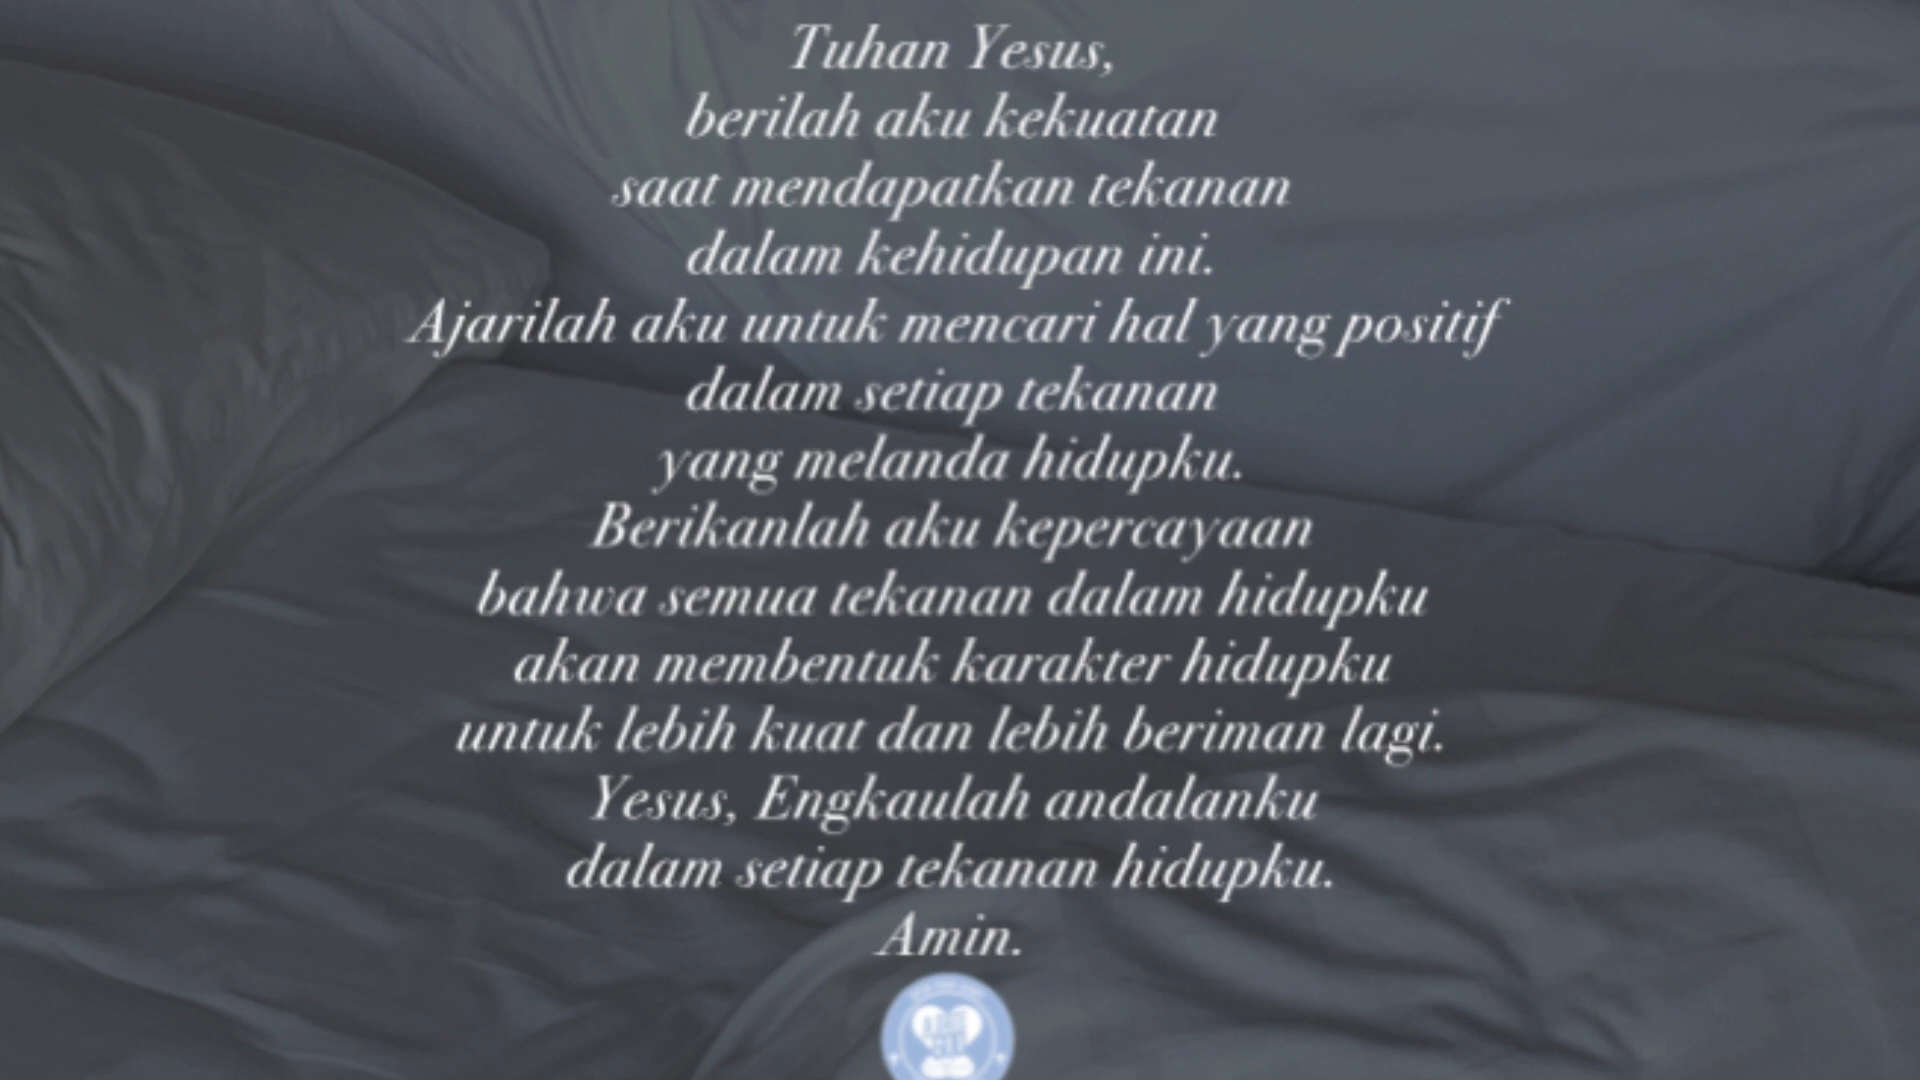 Tuhan Yesus,
berilah aku kekuatan
saat mendapatkan tekanan
dalam kehidupan ini.
Ajarilah aku untuk mencari hal yang positif
dalam setiap tekanan
yang melanda hidupku.
Berikanlah aku kepercayaan
bahwa semua tekanan dalam hidupku
akan membentuk karakter hidupku
untuk lebih kuat dan lebih beriman lagi.
Yesus, Engkaulah andalanku
dalam setiap tekanan hidupku.
Amin.